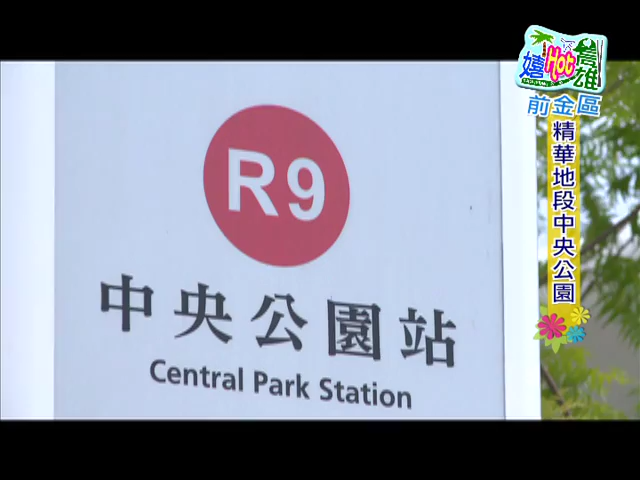 R9
中央公園站
Central Park Station
嬉Hot高雄
前金區
精華地段中央公園